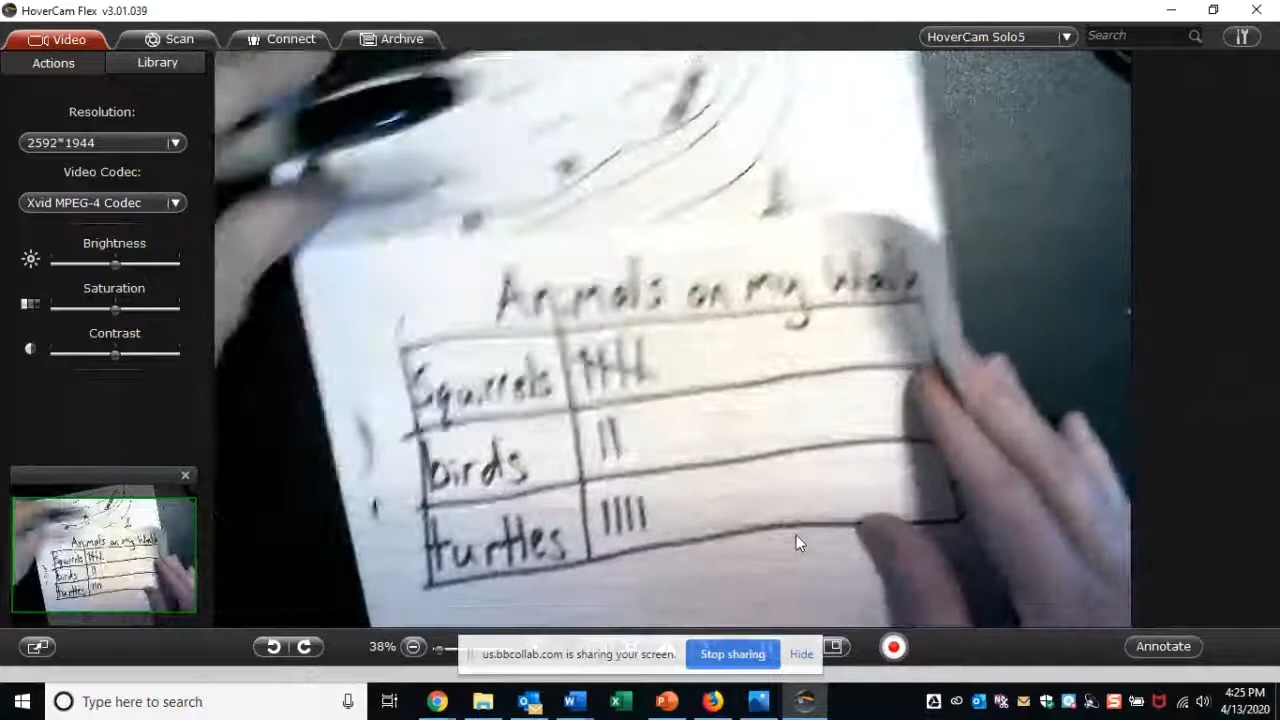 HoverCam Flex v3.01.039
Video Scan Connect Archive HoverCam Solo5 Search
Actions Library
Resolution:
2592*1944
Video Codec:
Xvid MPEG-4 Codec
Brightness
Saturation
Contrast
Animals on my Walk
Squirrels
birds
turtles
38%
us.bbcollab.com is sharing your screen. Stop sharing Hide
Annotate
Type here to search
4:25 PM
4/13/2020